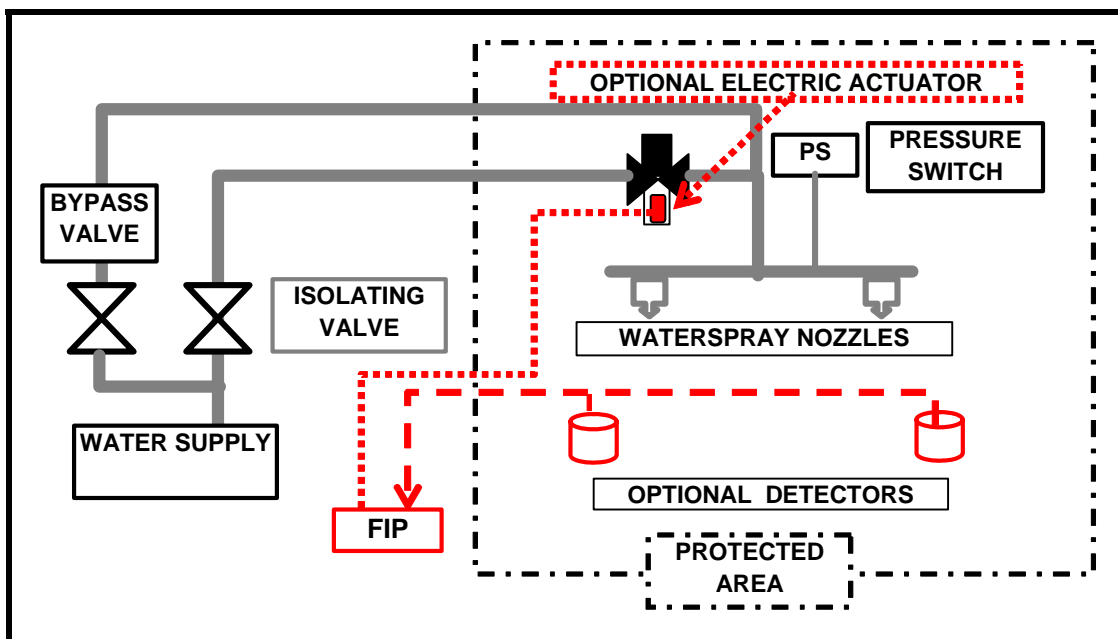 OPTIONAL ELECTRIC ACTUATOR
PS
PRESSURE
SWITCH
BYPASS
VALVE
ISOLATING
VALVE
WATERSPRAY NOZZLES
WATER SUPPLY
OPTIONAL DETECTORS
FIP
PROTECTED
AREA